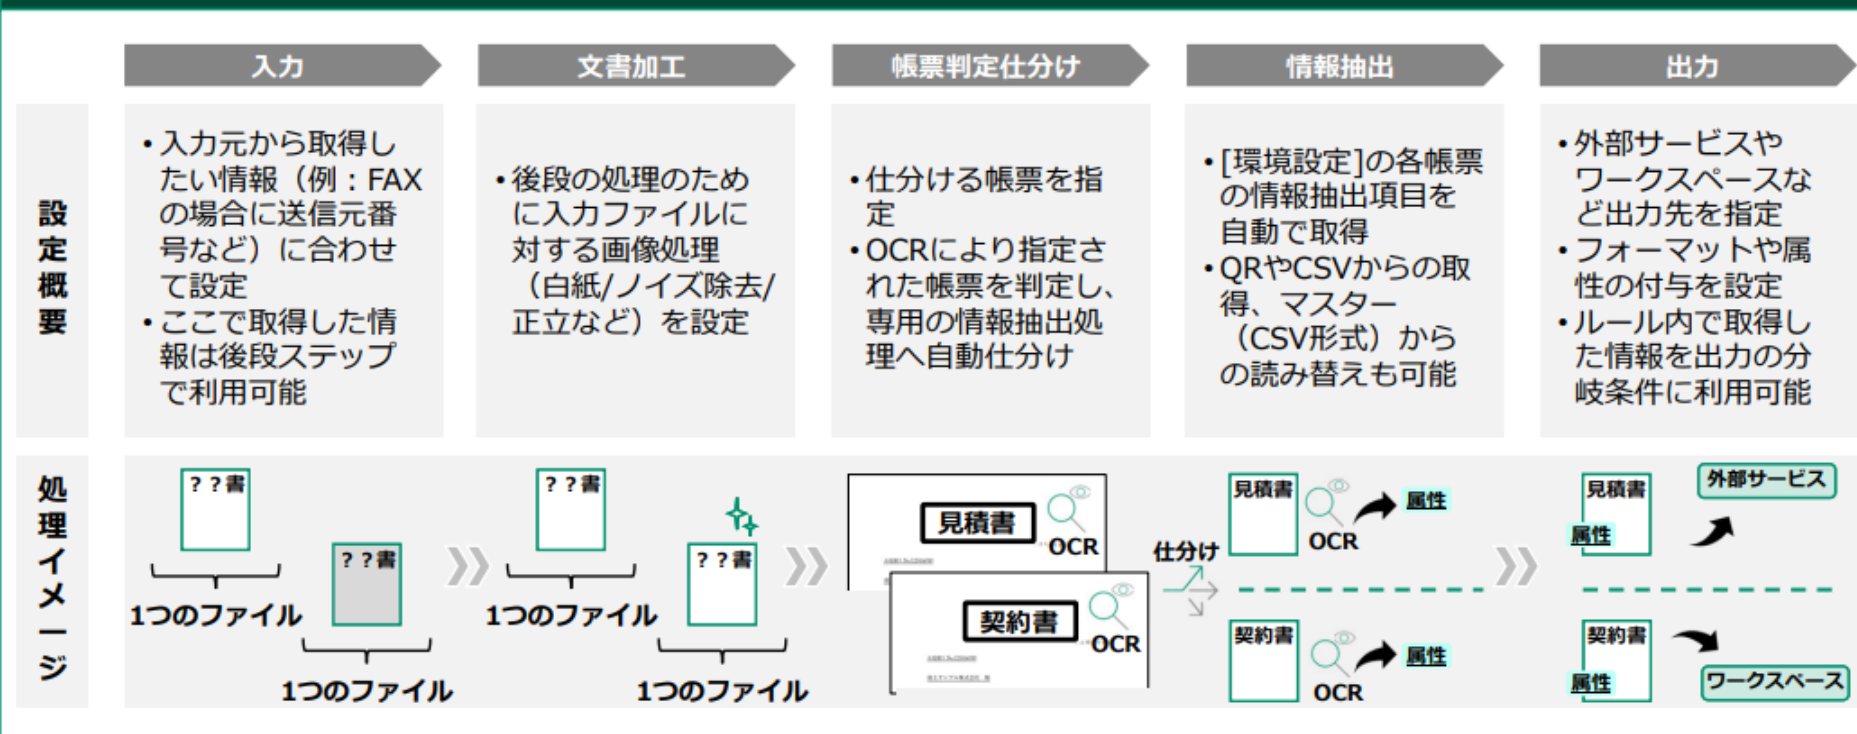 入力
文書加工
帳票判定仕分け
情報抽出
出力
設定概要
・入力元から取得し
たい情報（例：FAX
の場合に送信元番
号など）に合わせ
て設定
・ここで取得した情
報は後段ステップ
で利用可能
・後段の処理のため
に入力ファイルに
対する画像処理
（白紙/ノイズ除去/
正立など）を設定
・仕分ける帳票を指
定
・OCRにより指定さ
れた帳票を判定し、
専用の情報抽出処
理へ自動仕分け
・[環境設定]の各帳票
の情報抽出項目を
自動で取得
・QRやCSVからの取
得、マスター
（CSV形式）から
の読み替えも可能
・外部サービスや
ワークスペースな
ど出力先を指定
・フォーマットや属
性の付与を設定
・ルール内で取得し
た情報を出力の分
岐条件に利用可能
処理イメージ
？？書
1つのファイル
？？書
1つのファイル
？？書
1つのファイル
？？書
1つのファイル
見積書
OCR
契約書
OCR
仕分け
見積書
OCR
属性
契約書
OCR
属性
見積書
属性
外部サービス
契約書
属性
ワークスペース